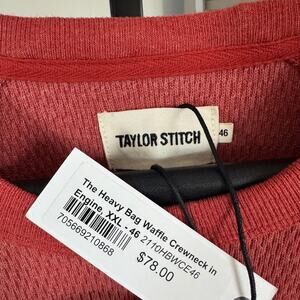 TAYLOR STITCH
46
The Heavy Bag Waffle Crewneck in
Engine, XXL - 46 2110HBWCE46
705669210868
$78.00